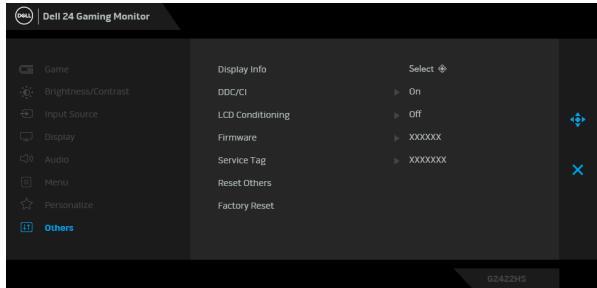 DELL Dell 24 Gaming Monitor
Game
Brightness/Contrast
Input Source
Display
Audio
Menu
Personalize
Others
Display Info Select
DDC/CI On
LCD Conditioning Off
Firmware XXXXXX
Service Tag XXXXXXX
Reset Others
Factory Reset
G2422HS